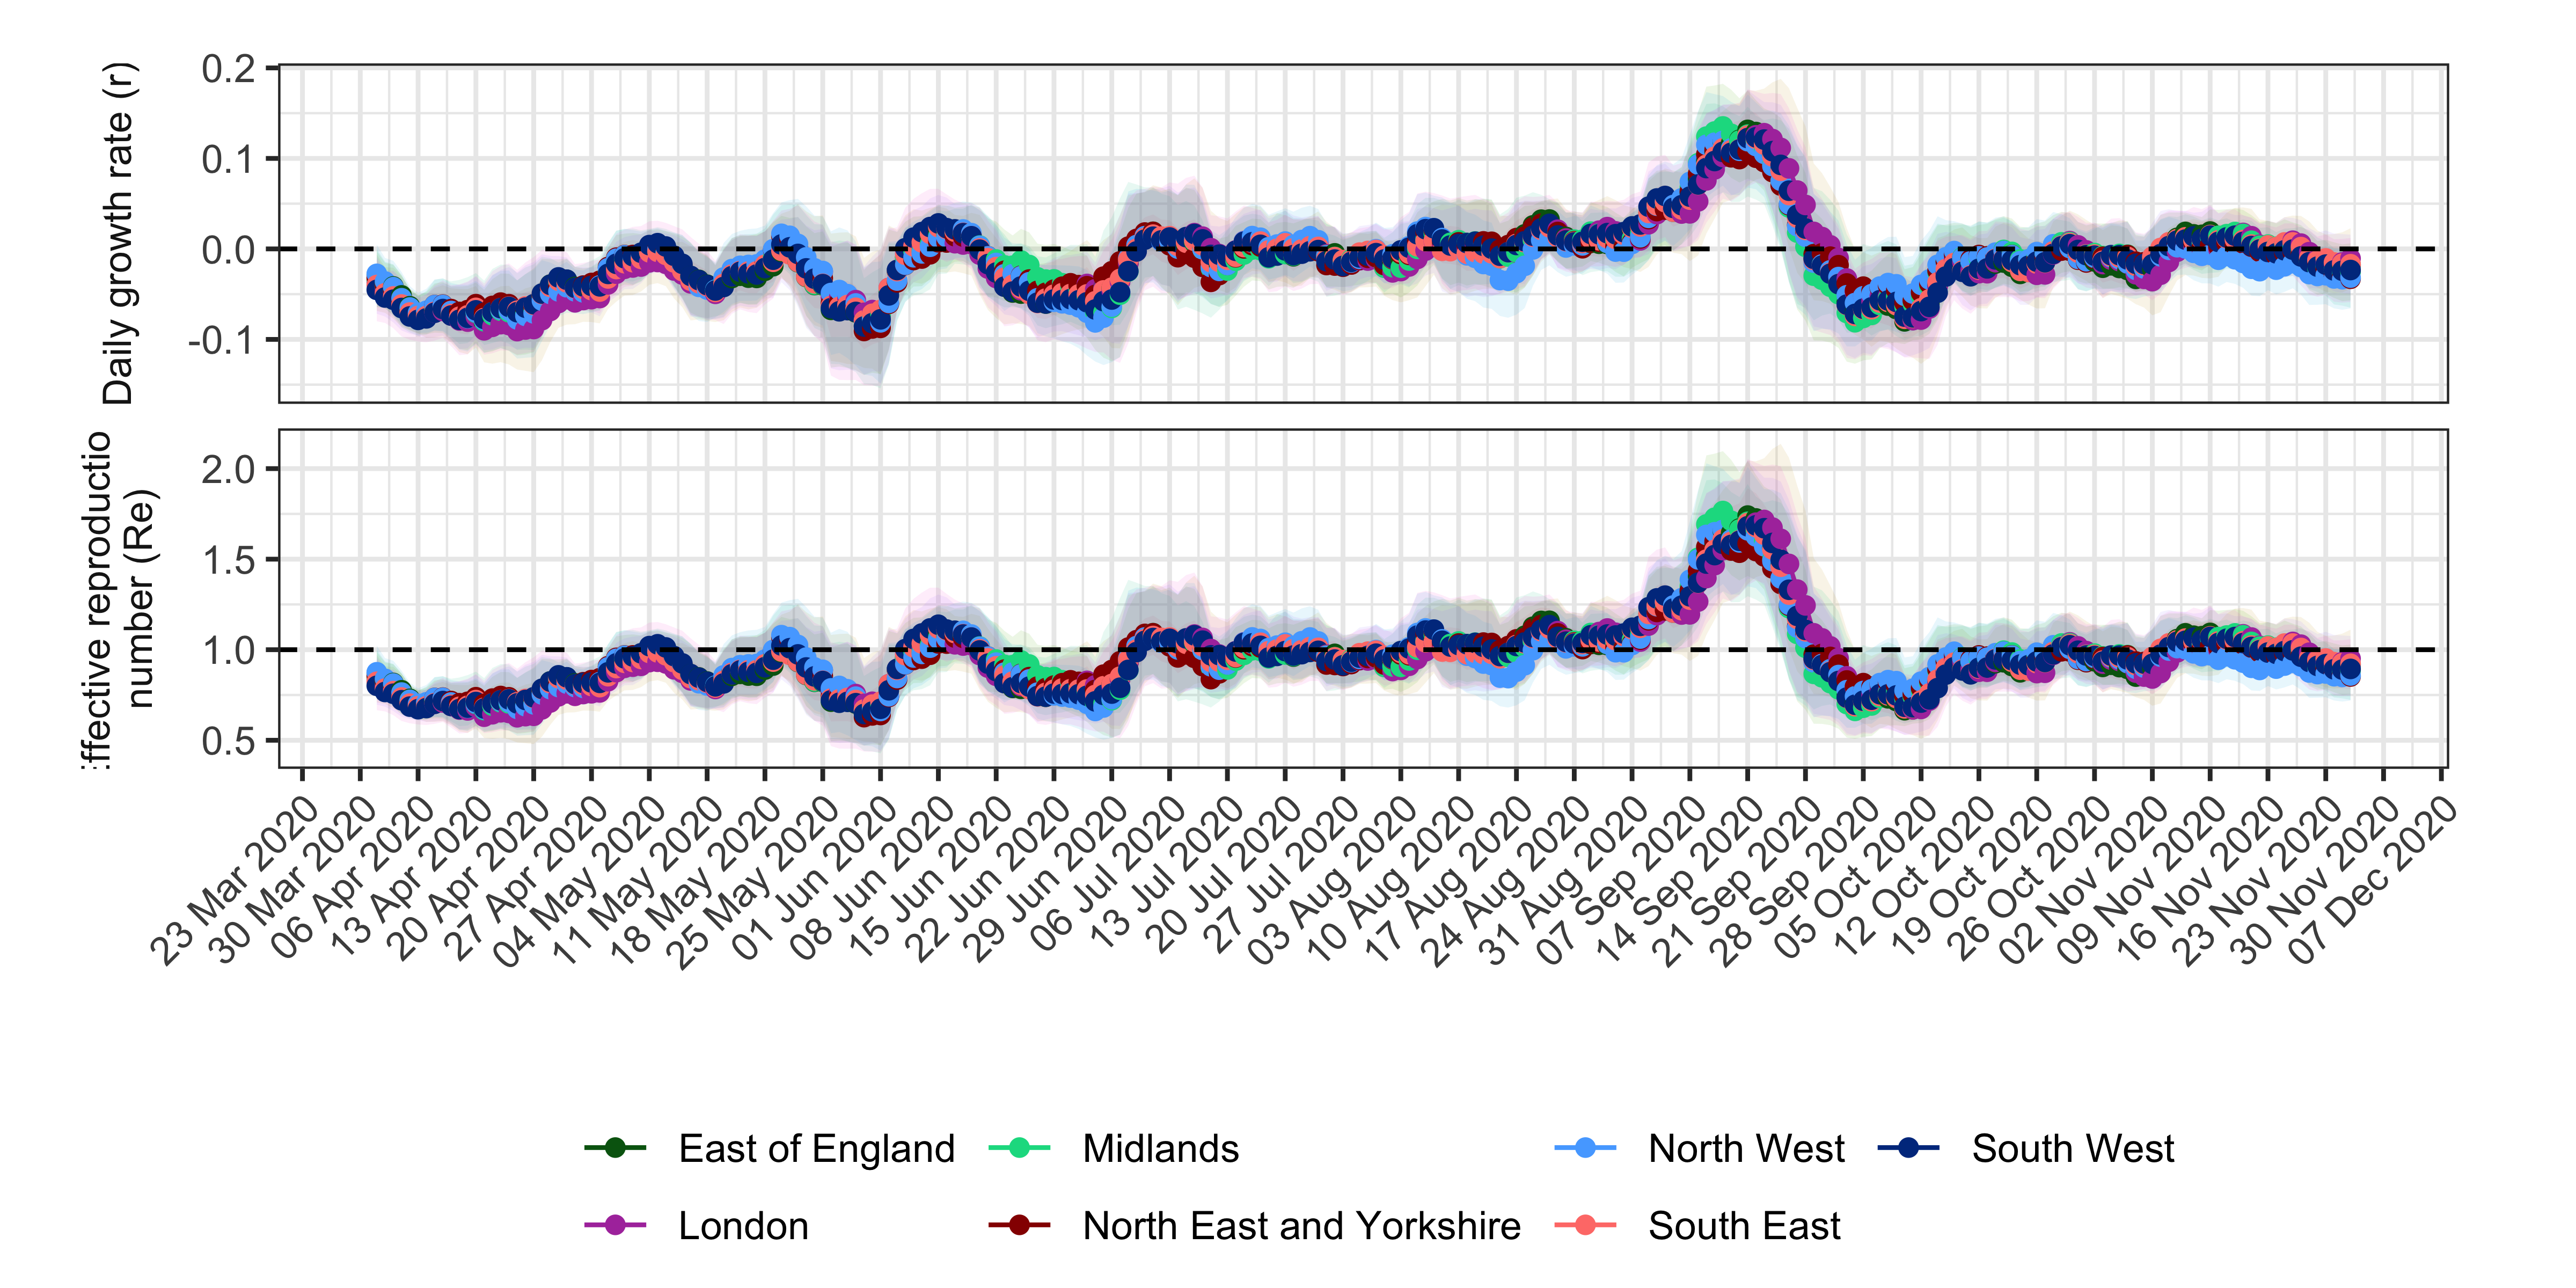 Daily growth rate (r)
0.2
0.1
0.0
-0.1
ffective reproductio
number (Re)
2.0
1.5
1.0
0.5
23 Mar 2020
30 Mar 2020
06 Apr 2020
13 Apr 2020
20 Apr 2020
27 Apr 2020
04 May 2020
11 May 2020
18 May 2020
25 May 2020
01 Jun 2020
08 Jun 2020
15 Jun 2020
22 Jun 2020
29 Jun 2020
06 Jul 2020
13 Jul 2020
20 Jul 2020
27 Jul 2020
03 Aug 2020
10 Aug 2020
17 Aug 2020
24 Aug 2020
31 Aug 2020
07 Sep 2020
14 Sep 2020
21 Sep 2020
28 Sep 2020
05 Oct 2020
12 Oct 2020
19 Oct 2020
26 Oct 2020
02 Nov 2020
09 Nov 2020
16 Nov 2020
23 Nov 2020
30 Nov 2020
07 Dec 2020
East of England
Midlands
North West
South West
London
North East and Yorkshire
South East